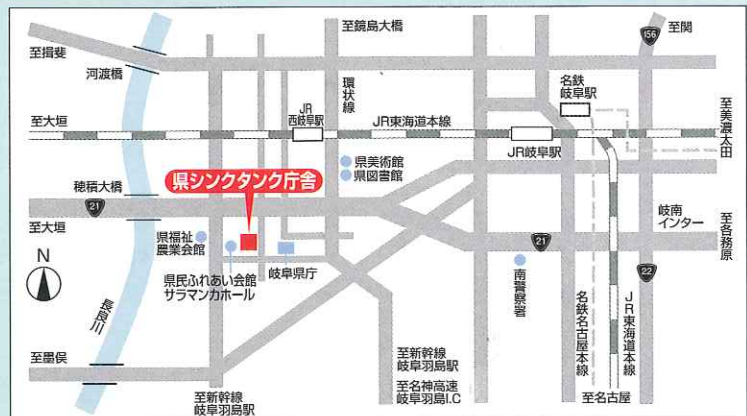 至揖斐
至鏡島大橋
156
至関
河渡橋
環状線
名鉄
岐阜駅
JR
西岐阜駅
至大垣
JR東海道本線
至美濃太田
JR岐阜駅
県美術館
県図書館
県シンクタンク庁舎
穂積大橋
21
至大垣
岐南
インター
県福祉
農業会館
21
至各務原
N
岐阜県庁
県民ふれあい会館
サラマンカホール
南警察署
22
長良川
名鉄名古屋本線
JR東海道本線
至墨俣
至新幹線
岐阜羽島駅
至名神高速
岐阜羽島I.C
至新幹線
岐阜羽島駅
至名古屋